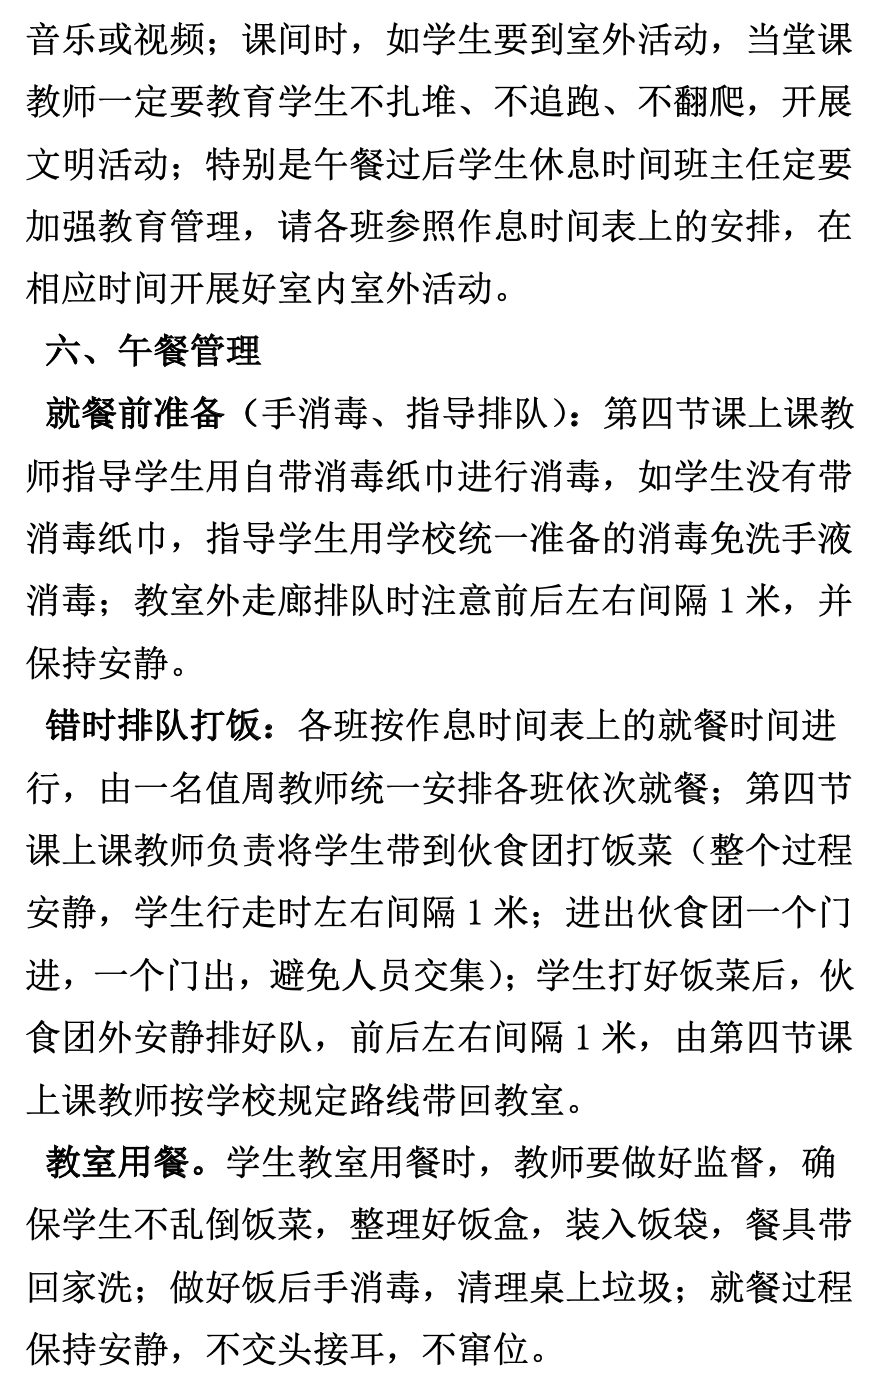 音乐或视频；课间时，如学生要到室外活动，当堂课
教师一定要教育学生不扎堆、不追跑、不翻爬，开展
文明活动；特别是午餐过后学生休息时间班主任定要
加强教育管理，请各班参照作息时间表上的安排，在
相应时间开展好室内室外活动。
六、午餐管理
就餐前准备（手消毒、指导排队）：第四节课上课教
师指导学生用自带消毒纸巾进行消毒，如学生没有带
消毒纸巾，指导学生用学校统一准备的消毒免洗手液
消毒；教室外走廊排队时注意前后左右间隔 1 米，并
保持安静。
错时排队打饭：各班按作息时间表上的就餐时间进
行，由一名值周教师统一安排各班依次就餐；第四节
课上课教师负责将学生带到伙食团打饭菜（整个过程
安静，学生行走时左右间隔 1 米；进出伙食团一个门
进，一个门出，避免人员交集）；学生打好饭菜后，伙
食团外安静排好队，前后左右间隔 1 米，由第四节课
上课教师按学校规定路线带回教室。
教室用餐。学生教室用餐时，教师要做好监督，确
保学生不乱倒饭菜，整理好饭盒，装入饭袋，餐具带
回家洗；做好饭后手消毒，清理桌上垃圾；就餐过程
保持安静，不交头接耳，不窜位。